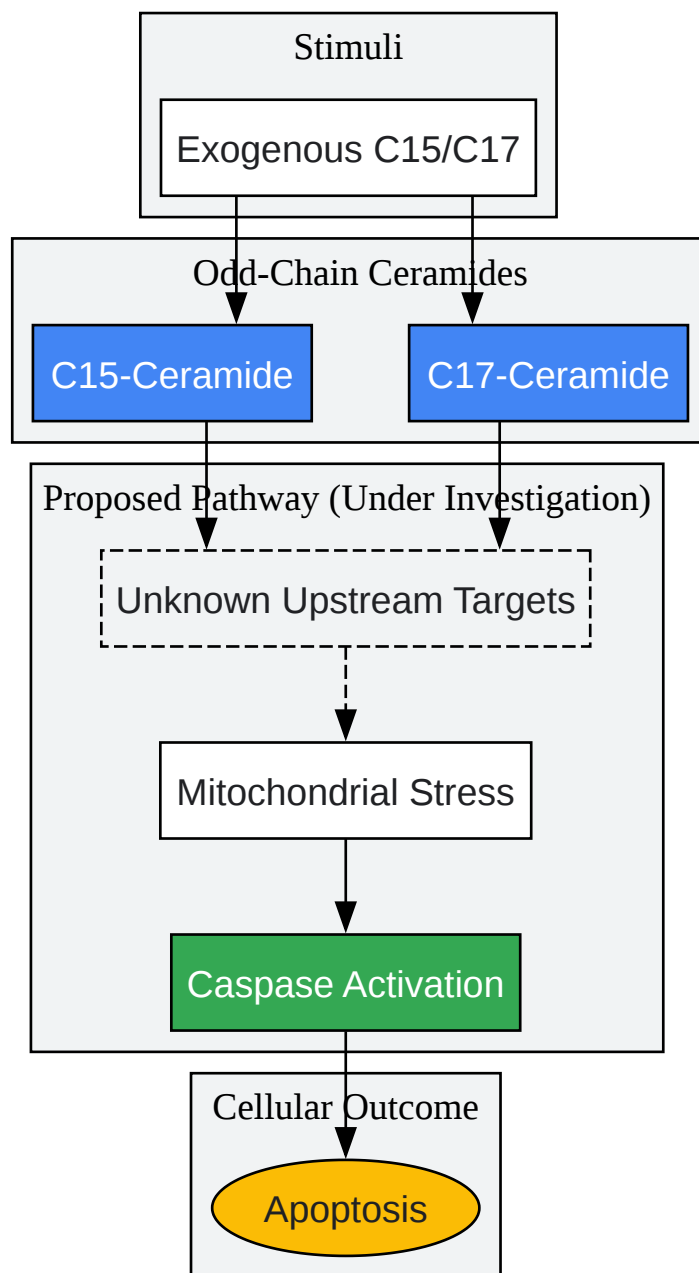 Stimuli
Exogenous C15/C17
Odd-Chain Ceramides
C15-Ceramide
C17-Ceramide
Proposed Pathway (Under Investigation)
Unknown Upstream Targets
Mitochondrial Stress
Caspase Activation
Cellular Outcome
Apoptosis